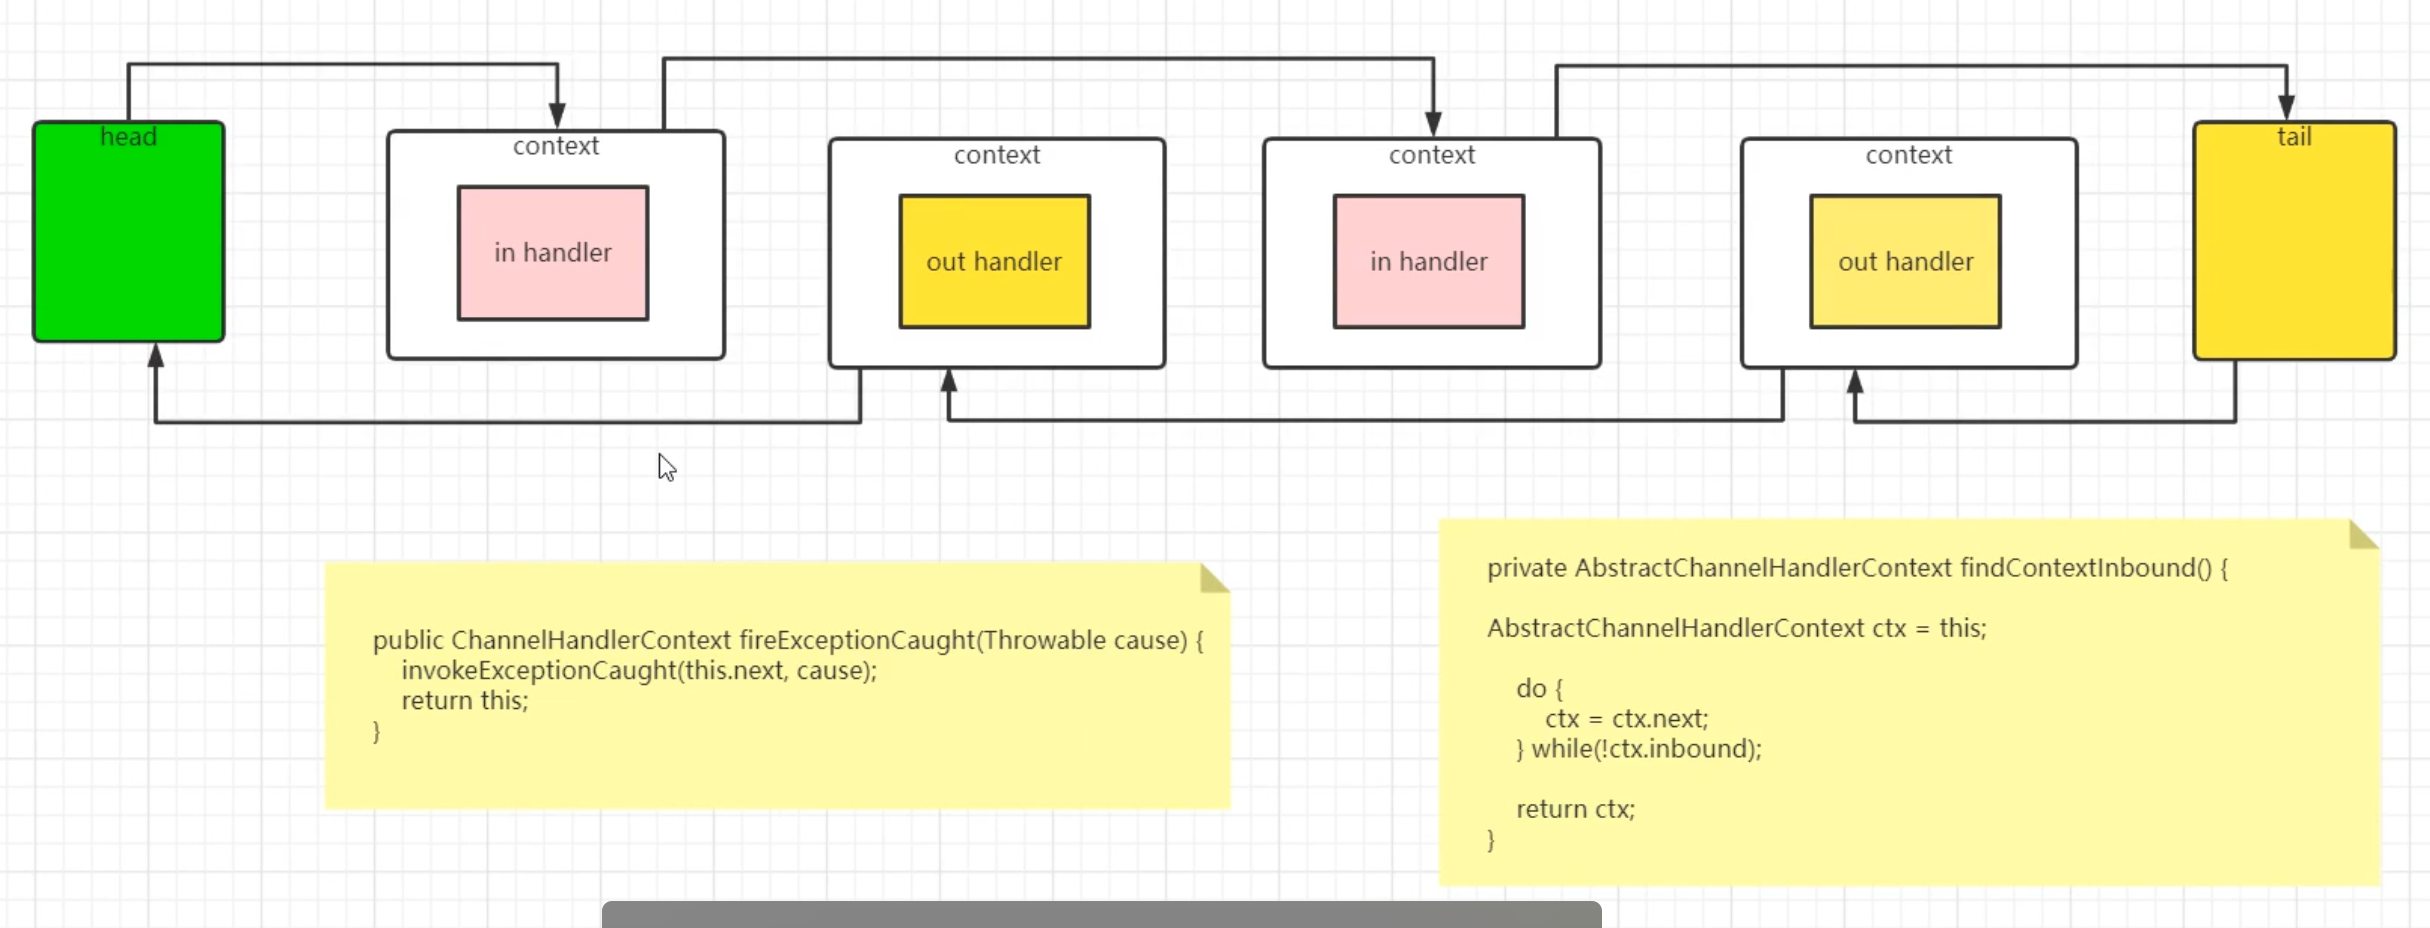 head
context
in handler
context
out handler
context
in handler
context
out handler
tail
public ChannelHandlerContext fireExceptionCaught(Throwable cause) {
invokeExceptionCaught(this.next, cause);
return this;
}
private AbstractChannelHandlerContext findContextInbound() {
AbstractChannelHandlerContext ctx = this;
do {
ctx = ctx.next;
} while(!ctx.inbound);
return ctx;
}